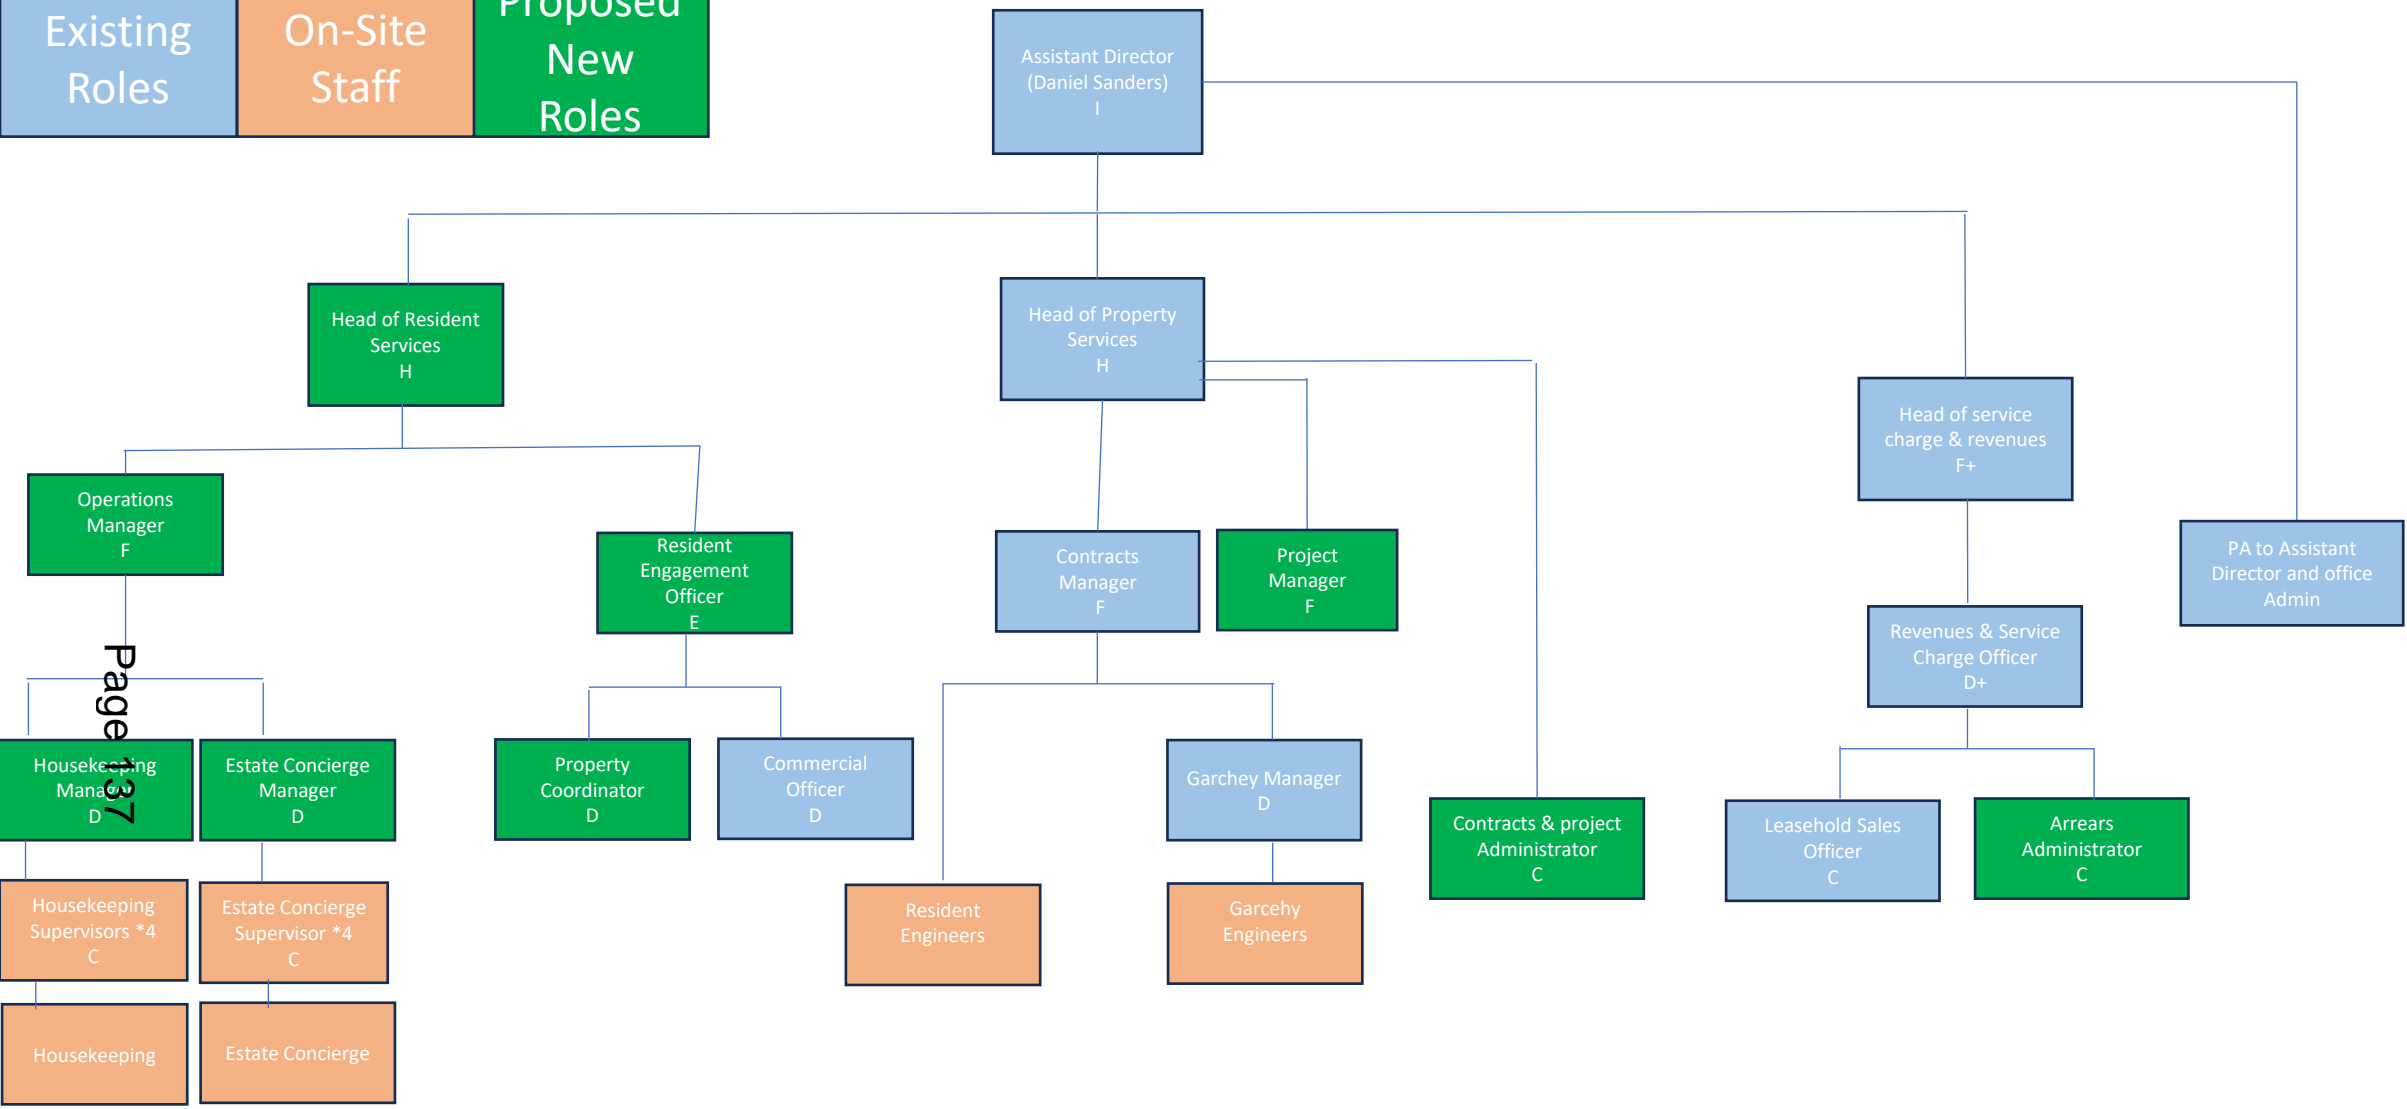 Existing
Roles
On-Site
Staff
Proposed
New
Roles
Assistant Director
(Daniel Sanders)
I
Head of Resident
Services
H
Head of Property
Services
H
Head of service
charge & revenues
F+
Operations
Manager
F
Resident
Engagement
Officer
E
Contracts
Manager
F
Project
Manager
F
PA to Assistant
Director and office
Admin
Revenues & Service
Charge Officer
D+
Page 137
Housekeeping
Manager
D
Estate Concierge
Manager
D
Property
Coordinator
D
Commercial
Officer
D
Garchey Manager
D
Contracts & project
Administrator
C
Leasehold Sales
Officer
C
Arrears
Administrator
C
Housekeeping
Supervisors *4
C
Estate Concierge
Supervisor *4
C
Resident
Engineers
Garcehy
Engineers
Housekeeping
Estate Concierge